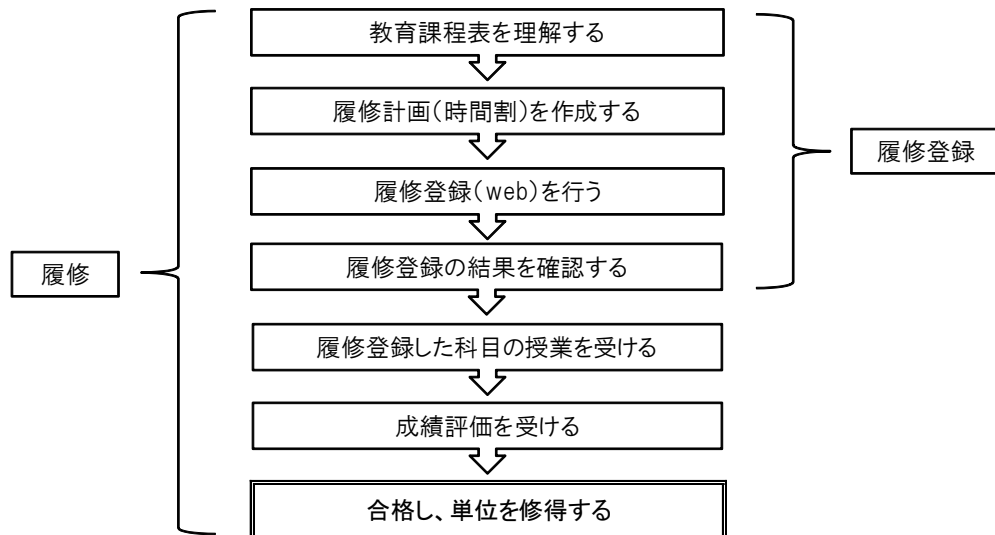 教育課程表を理解する
履修計画(時間割)を作成する
履修登録
履修登録(web)を行う
履修
履修登録の結果を確認する
履修登録した科目の授業を受ける
成績評価を受ける
合格し、単位を修得する